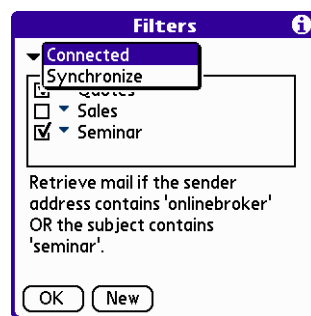 Filters
Connected
Synchronize
Quotes
Sales
Seminar
Retrieve mail if the sender
address contains 'onlinebroker'
OR the subject contains
'seminar'.
OK New